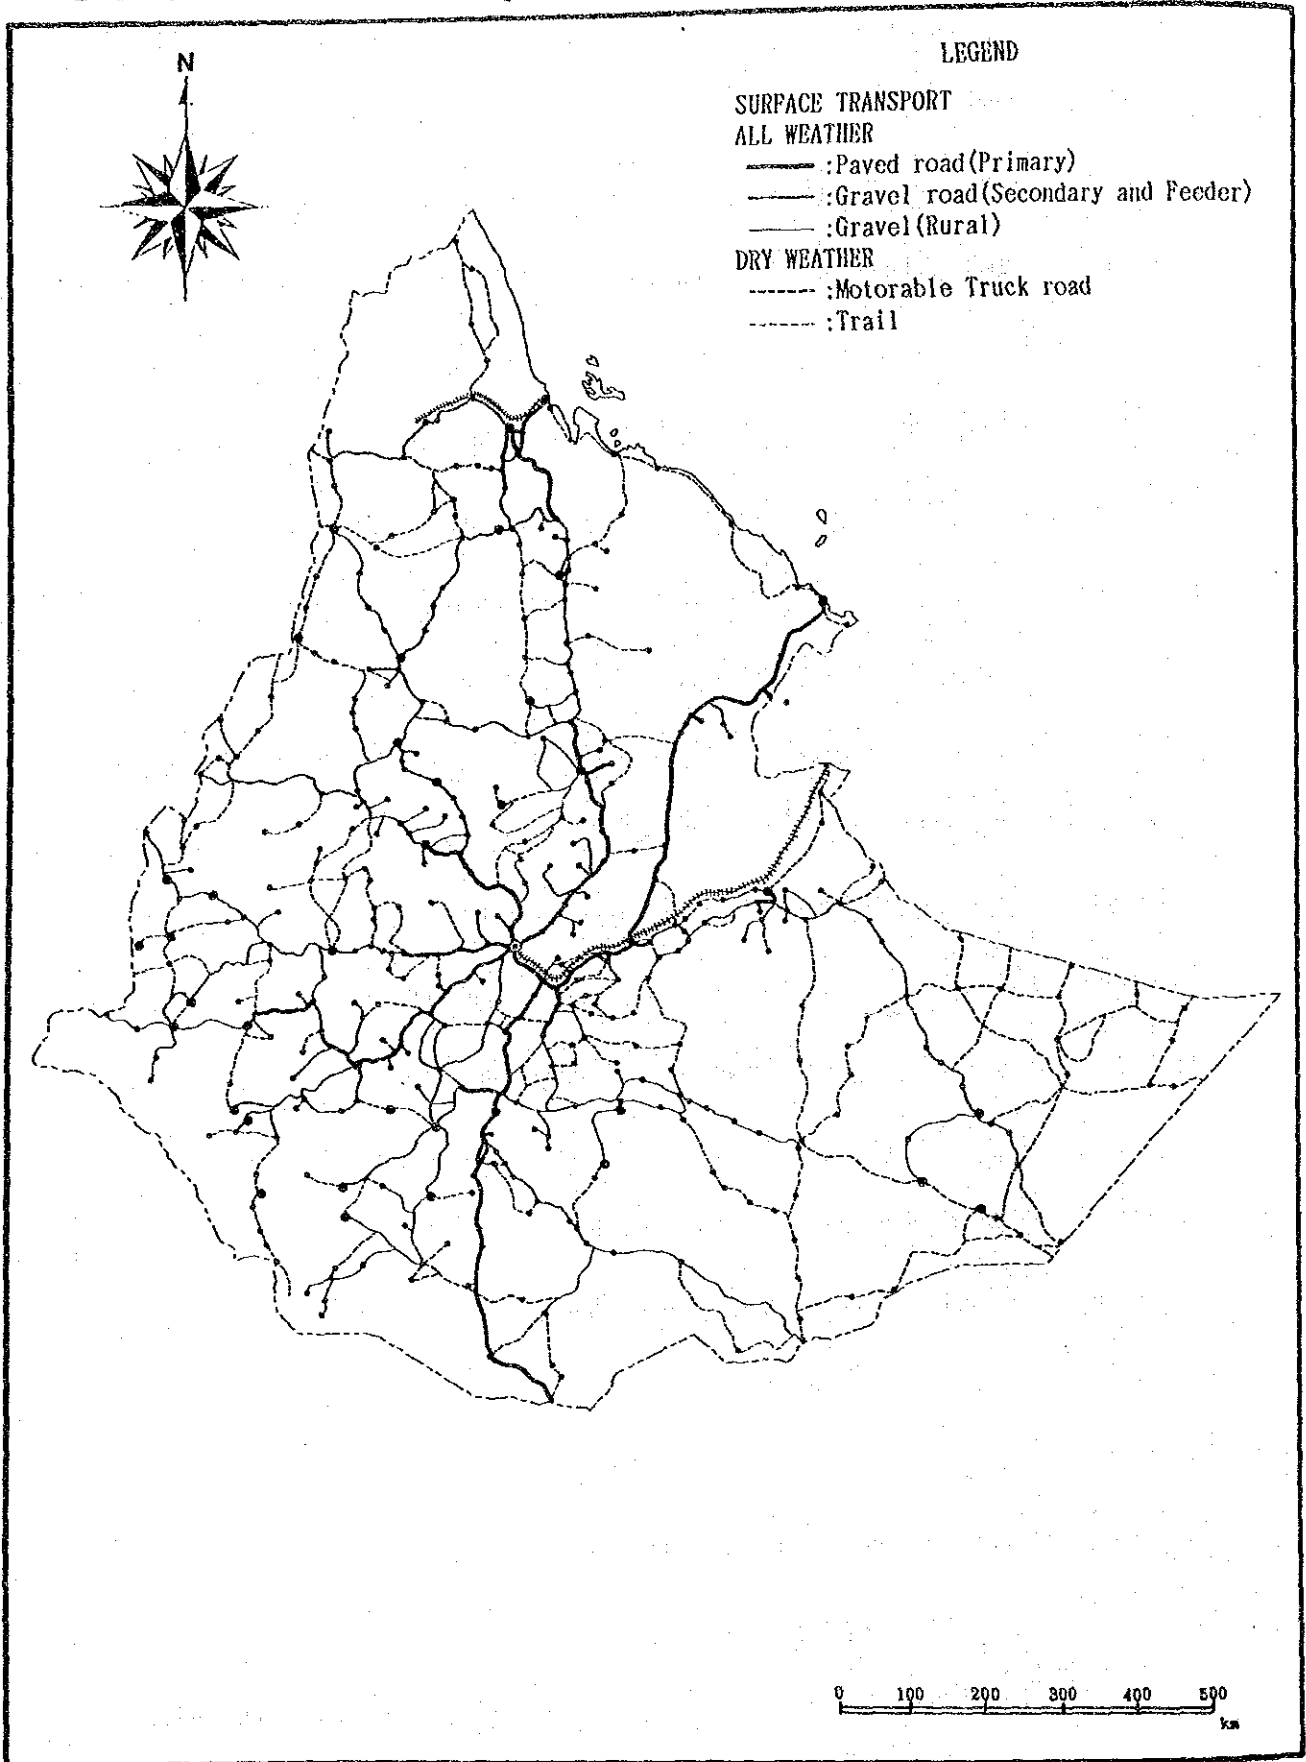 N
LEGEND
SURFACE TRANSPORT
ALL WEATHER
:Paved road(Primary)
:Gravel road(Secondary and Feeder)
:Gravel(Rural)
DRY WEATHER
:Motorable Truck road
:Trail
0 100 200 300 400 500
km